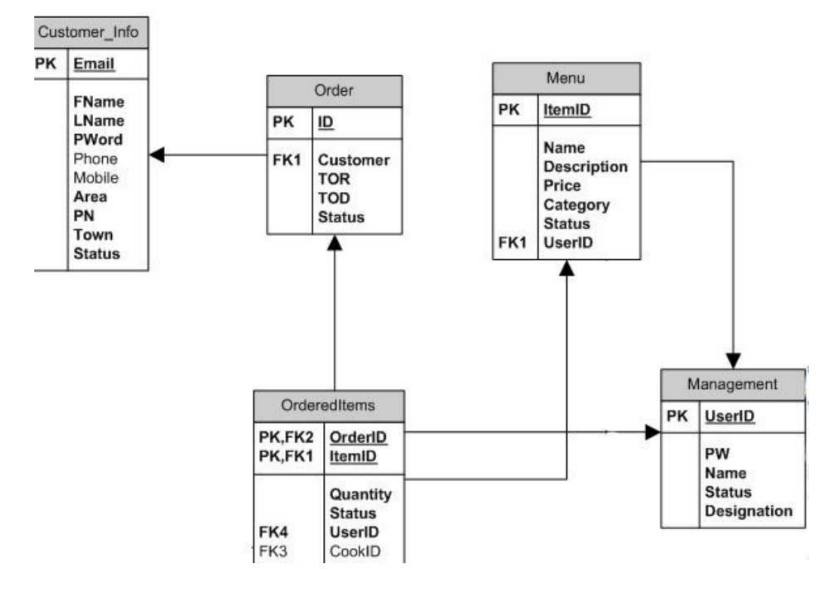 Customer_Info
PK Email
FName
LName
PWord
Phone
Mobile
Area
PN
Town
Status
Order
PK ID
FK1 Customer
TOR
TOD
Status
Menu
PK ItemID
Name
Description
Price
Category
Status
FK1 UserID
OrderedItems
PK,FK2 OrderID
PK,FK1 ItemID
Quantity
Status
FK4 UserID
FK3 CookID
Management
PK UserID
PW
Name
Status
Designation